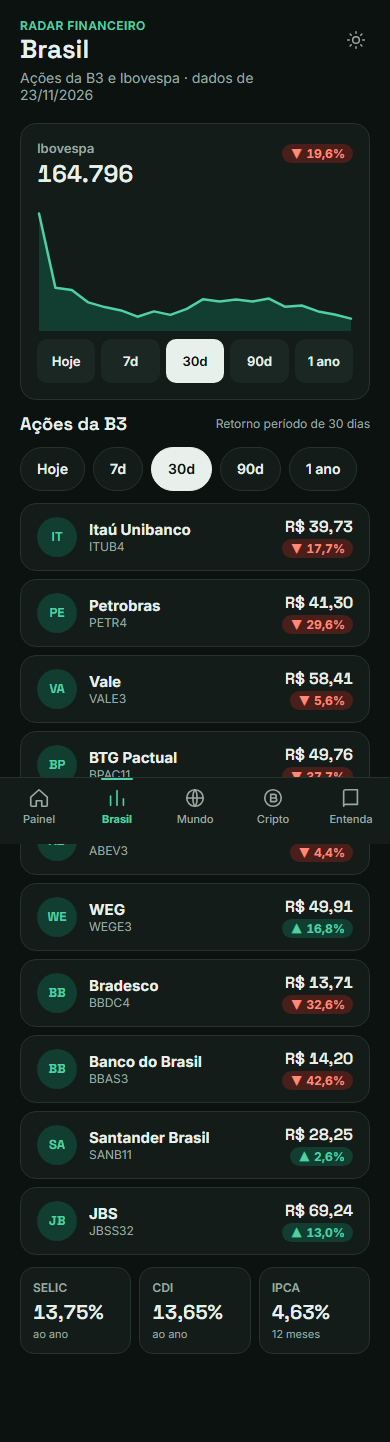 RADAR FINANCEIRO
Brasil
Ações da B3 e Ibovespa · dados de
23/11/2026
Ibovespa
164.796
▼ 19,6%
Hoje
7d
30d
90d
1 ano
Ações da B3
Retorno período de 30 dias
Hoje
7d
30d
90d
1 ano
IT
Itaú Unibanco
ITUB4
R$ 39,73
▼ 17,7%
PE
Petrobras
PETR4
R$ 41,30
▼ 29,6%
VA
Vale
VALE3
R$ 58,41
▼ 5,6%
BP
BTG Pactual
BPAC11
R$ 49,76
▼ 37,7%
Painel
Brasil
Mundo
Cripto
Entenda
ABEV3
▼ 4,4%
WE
WEG
WEGE3
R$ 49,91
▲ 16,8%
BB
Bradesco
BBDC4
R$ 13,71
▼ 32,6%
BB
Banco do Brasil
BBAS3
R$ 14,20
▼ 42,6%
SA
Santander Brasil
SANB11
R$ 28,25
▲ 2,6%
JB
JBS
JBSS32
R$ 69,24
▲ 13,0%
SELIC
13,75%
ao ano
CDI
13,65%
ao ano
IPCA
4,63%
12 meses